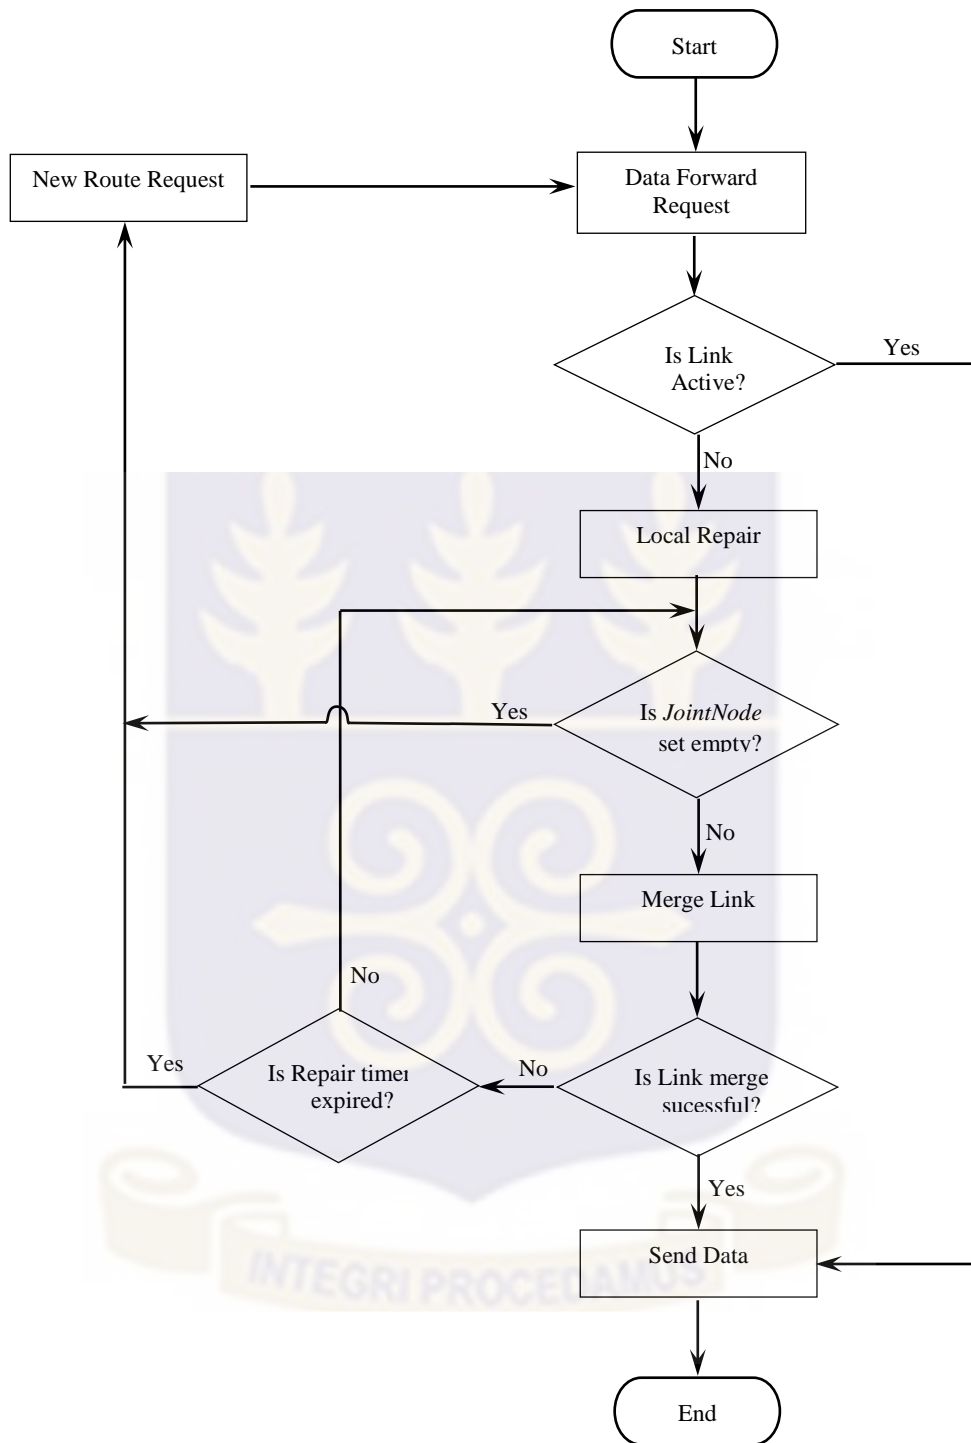 Start
New Route Request
Data Forward
Request
Is Link
Active?
Yes
No
Local Repair
Yes
Is JointNode
set empty?
No
Merge Link
No
Yes
Is Repair timer
expired?
No
Is Link merge
sucessful?
Yes
Send Data
INTEGRI PROCEDAMUS
End